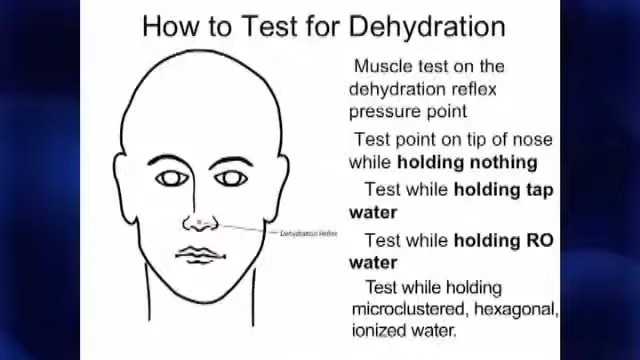 How to Test for Dehydration
Muscle test on the
dehydration reflex
pressure point
Test point on tip of nose
while holding nothing
Test while holding tap
water
Test while holding RO
water
Test while holding
microclustered, hexagonal,
ionized water.
Dehydration Reflex